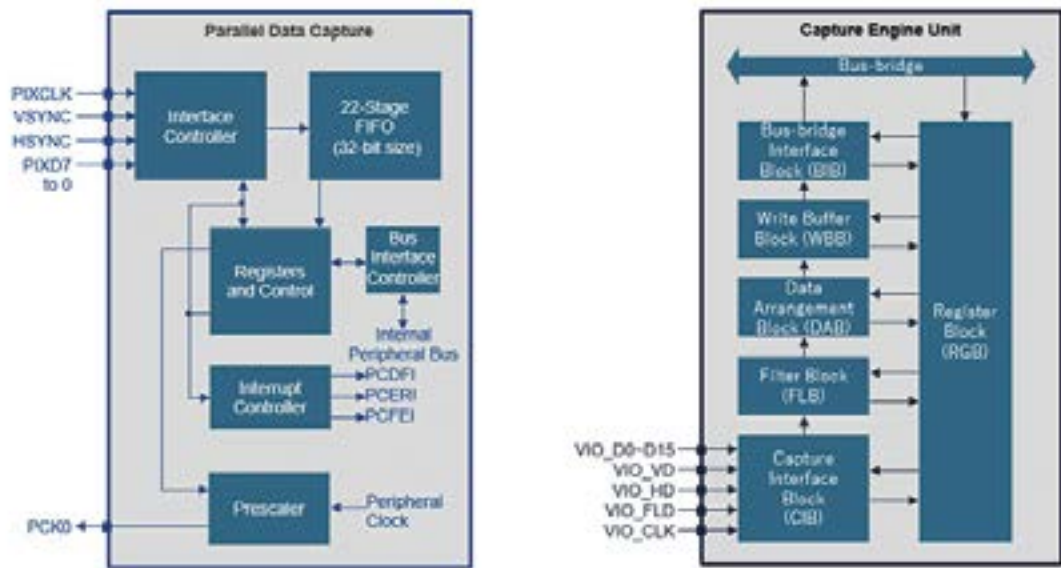 Parallel Data Capture
PIXCLK
VSYNC
HSYNC
PIXD7
to 0
Interface
Controller
22-Stage
FIFO
(32-bit size)
Registers
and Control
Bus
Interface
Controller
Internal
Peripheral Bus
Interrupt
Controller
PCDFI
PCERI
PCFEI
Prescaler
Peripheral
Clock
PCK0
Capture Engine Unit
Bus-bridge
Bus-bridge
Interface
Block (BIB)
Write Buffer
Block (WBB)
Data
Arrangement
Block (DAB)
Filter Block
(FLB)
Register
Block
(RGB)
VIO_D0~D15
VIO_VD
VIO_HD
VIO_FLD
VIO_CLK
Capture
Interface
Block
(CIB)